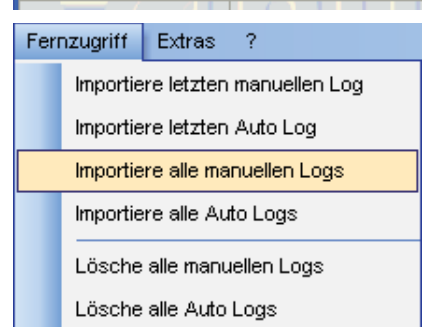 Fernzugriff Extras ?
Importiere letzten manuellen Log
Importiere letzten Auto Log
Importiere alle manuellen Logs
Importiere alle Auto Logs
Lösche alle manuellen Logs
Lösche alle Auto Logs